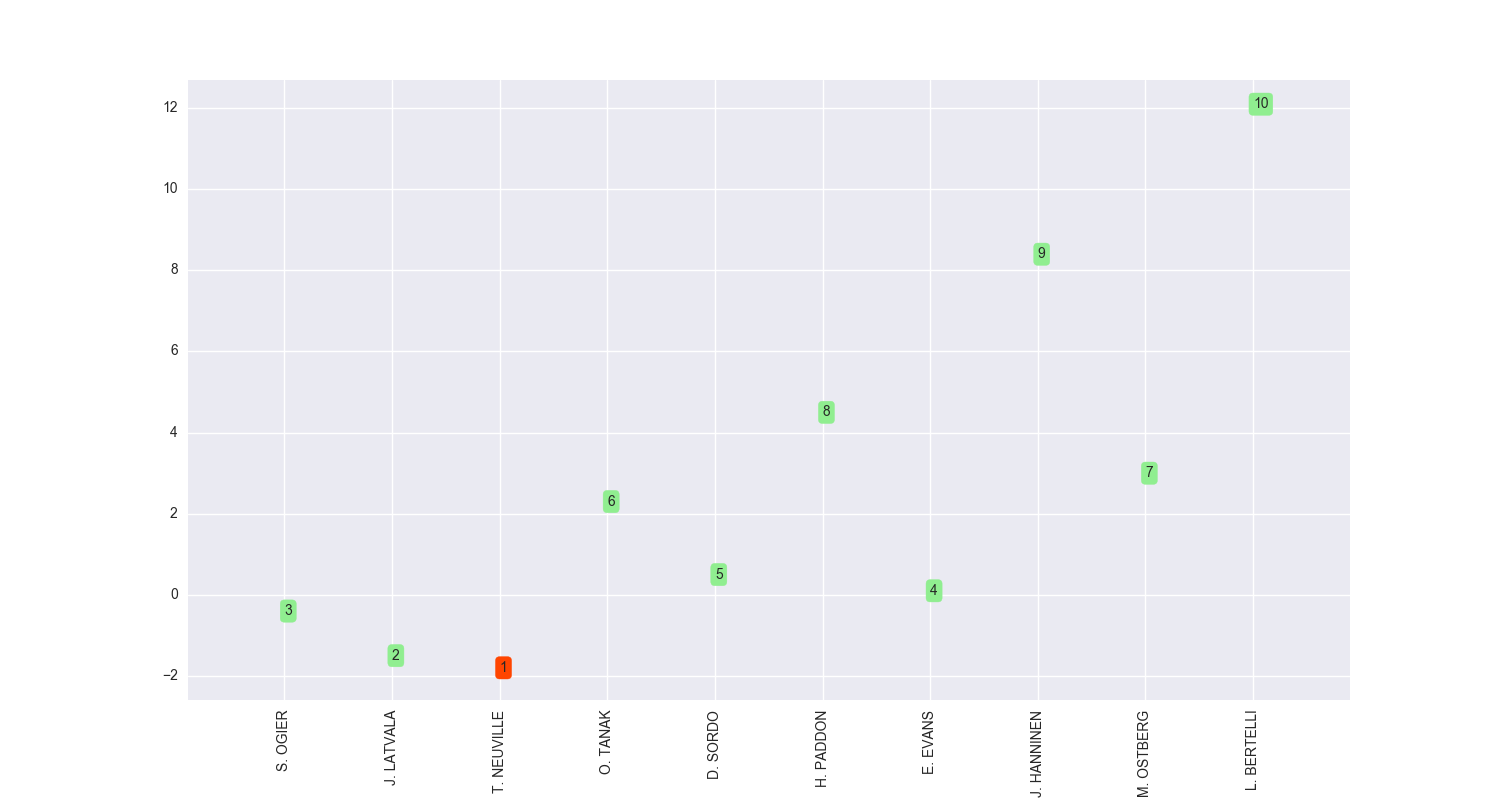 12
10
8
6
4
2
0
−2
10
9
8
7
6
5
4
3
2
1
S. OGIER
J. LATVALA
T. NEUVILLE
O. TANAK
D. SORDO
H. PADDON
E. EVANS
J. HANNINEN
M. OSTBERG
L. BERTELLI